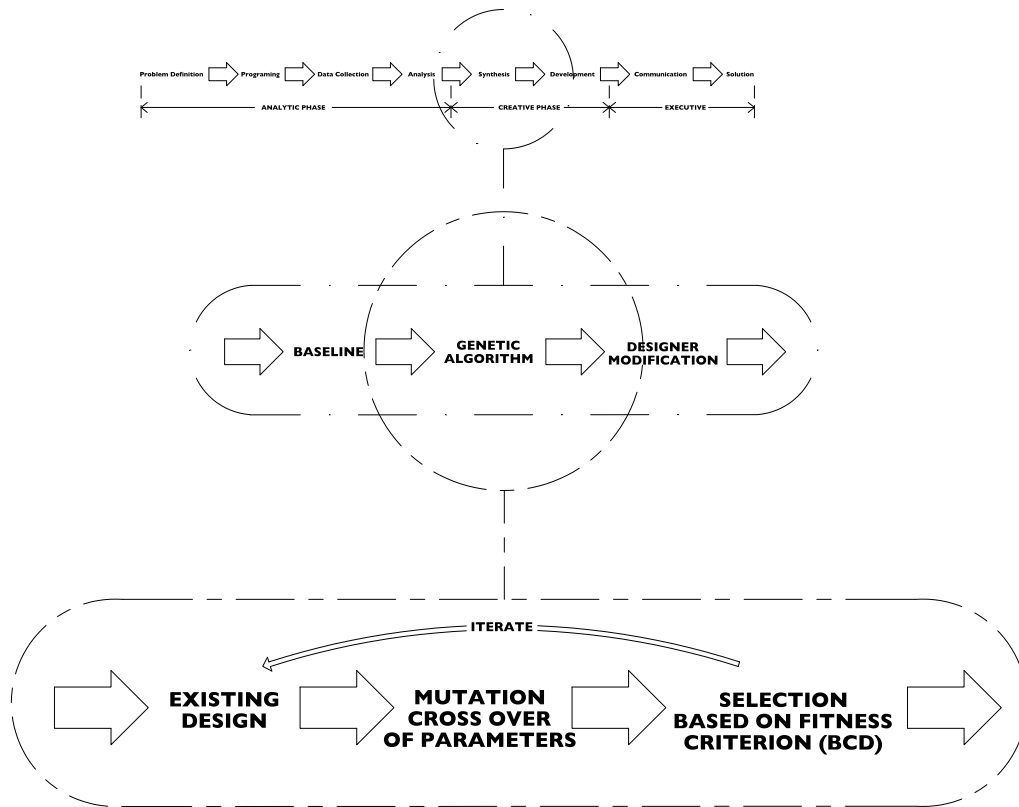 Problem Definition Programing Data Collection Analysis Synthesis Development Communication Solution
ANALYTIC PHASE CREATIVE PHASE EXECUTIVE
BASELINE
GENETIC
ALGORITHM
DESIGNER
MODIFICATION
ITERATE
EXISTING
DESIGN
MUTATION
CROSS OVER
OF PARAMETERS
SELECTION
BASED ON FITNESS
CRITERION (BCD)